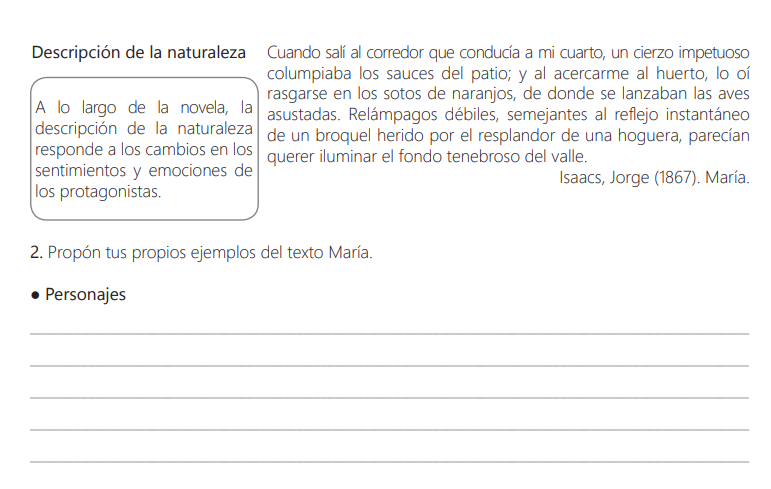 Descripción de la naturaleza
A lo largo de la novela, la
descripción de la naturaleza
responde a los cambios en los
sentimientos y emociones de
los protagonistas.
Cuando salí al corredor que conducía a mi cuarto, un cierzo impetuoso
columpiaba los sauces del patio; y al acercarme al huerto, lo oí
rasgarse en los sotos de naranjos, de donde se lanzaban las aves
asustadas. Relámpagos débiles, semejantes al reflejo instantáneo
de un broquel herido por el resplandor de una hoguera, parecían
querer iluminar el fondo tenebroso del valle.
Isaacs, Jorge (1867). María.
2. Propón tus propios ejemplos del texto María.
● Personajes